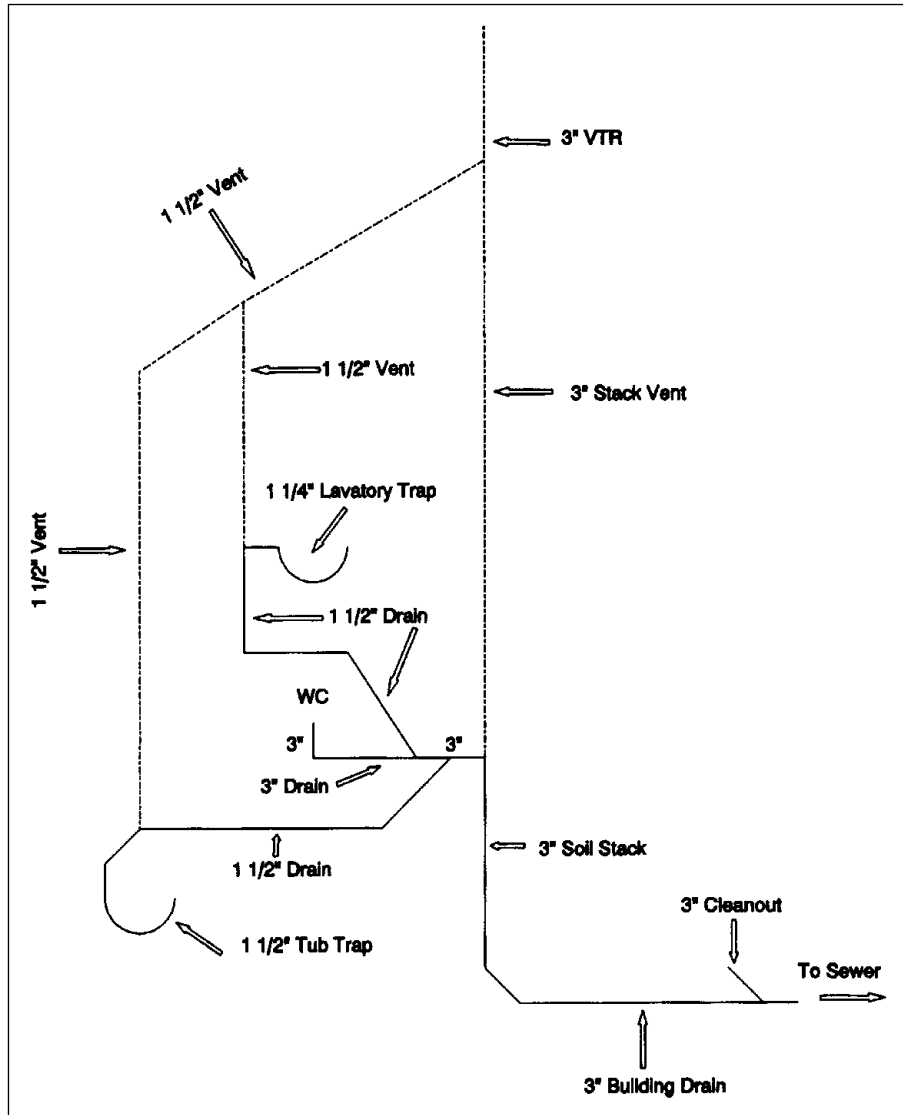 3" VTR
1 1/2" Vent
1 1/2" Vent
3" Stack Vent
1 1/4" Lavatory Trap
1 1/2" Vent
1 1/2" Drain
WC
3"
3"
3" Drain
3" Soil Stack
1 1/2" Drain
3" Cleanout
1 1/2" Tub Trap
To Sewer
3" Building Drain